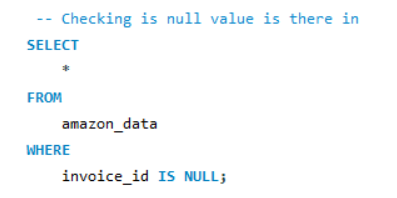 -- Checking is null value is there in
SELECT
*
FROM
amazon_data
WHERE
invoice_id IS NULL;